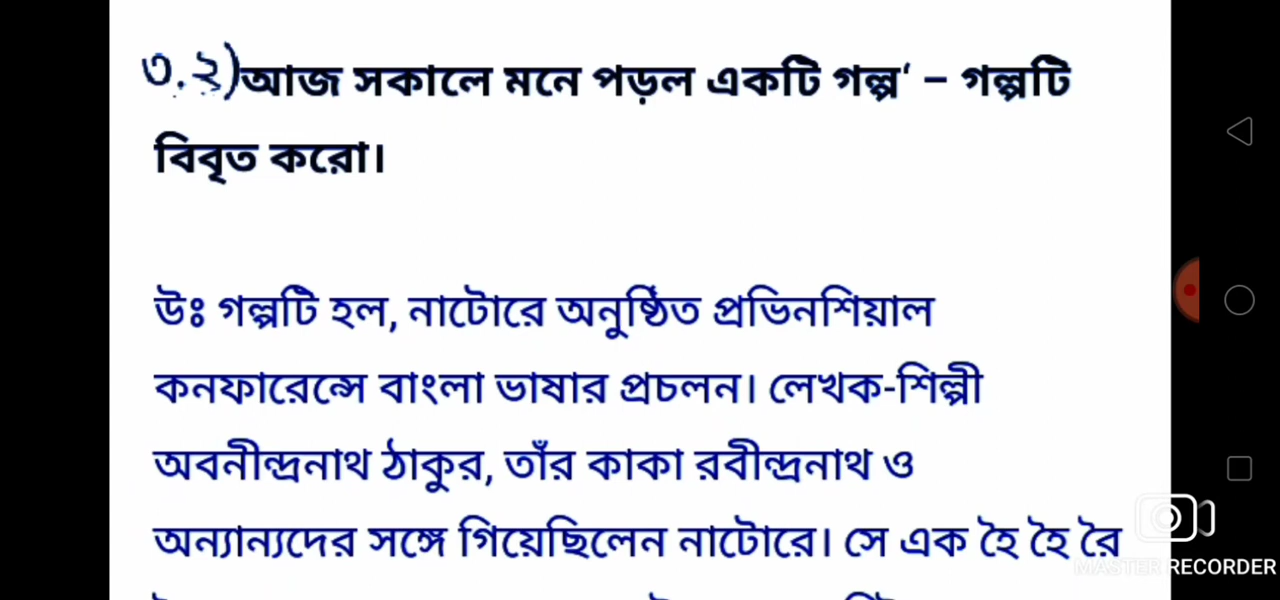 ৩.২)আজ সকালে মনে পড়ল একটি গল্প‘ – গল্পটি
বিবৃত করো।
উঃ গল্পটি হল, নাটোরে অনুষ্ঠিত প্রভিনশিয়াল
কনফারেন্সে বাংলা ভাষার প্রচলন। লেখক-শিল্পী
অবনীন্দ্রনাথ ঠাকুর, তাঁর কাকা রবীন্দ্রনাথ ও
অন্যান্যদের সঙ্গে গিয়েছিলেন নাটোরে। সে এক হৈ হৈ রৈ
MASTER RECORDER